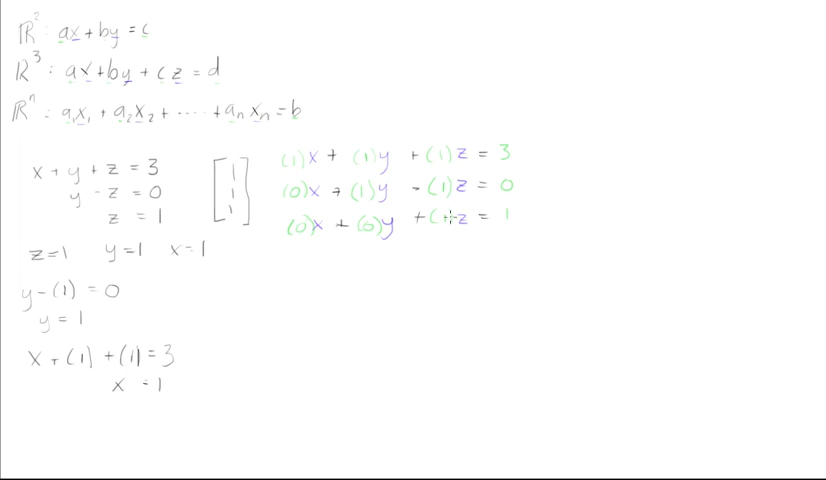 ℝ²: ax + by = c
ℝ³: ax + by + cz = d
ℝⁿ: a₁x₁ + a₂x₂ + ···· + aₙxₙ = b
x + y + z = 3
y - z = 0
z = 1
[1
1
1]
(1)x + (1)y + (1)z = 3
(0)x + (1)y - (1)z = 0
(0)x + (0)y + (1z = 1
z=1 y=1 x=1
y-(1) = 0
y = 1
x + (1) + (1) = 3
x = 1